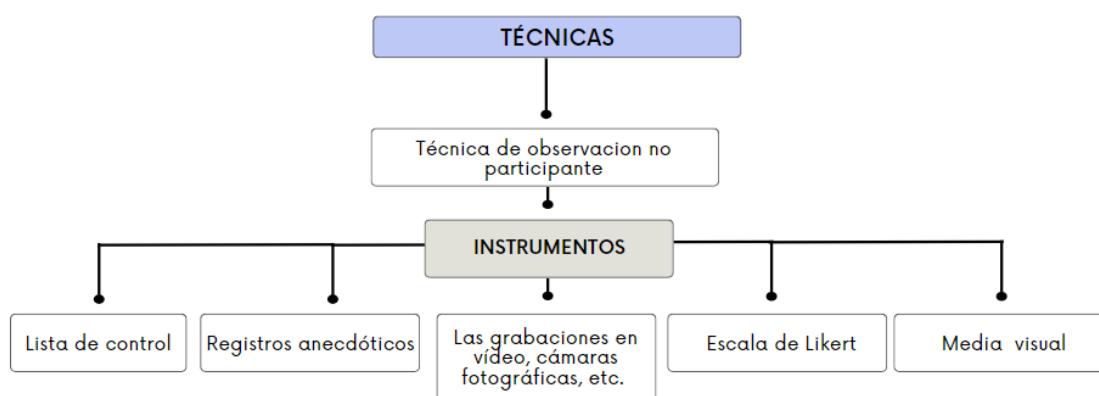 TÉCNICAS
Técnica de observacion no
participante
INSTRUMENTOS
Lista de control
Registros anecdóticos
Las grabaciones en
vídeo, cámaras
fotográficas, etc.
Escala de Likert
Media visual